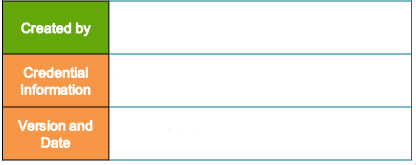 Created by
Credential
Information
Version and
Date